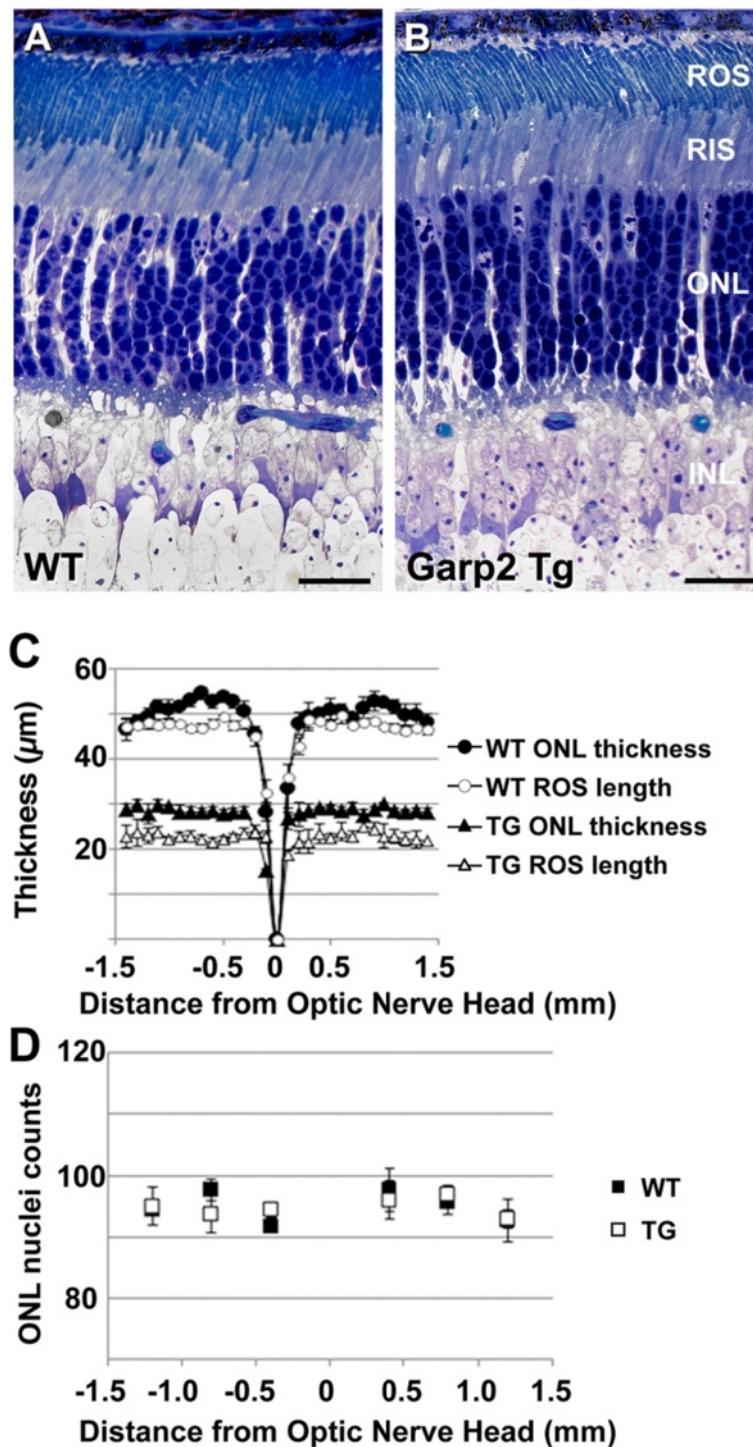 A
B
ROS
RIS
ONL
INL
WT
Garp2 Tg
C
60
40
20
Thickness (µm)
WT ONL thickness
WT ROS length
TG ONL thickness
TG ROS length
-1.5 -0.5 0 0.5 1.5
Distance from Optic Nerve Head (mm)
D
120
100
80
ONL nuclei counts
WT
TG
-1.5 -1.0 -0.5 0 0.5 1.0 1.5
Distance from Optic Nerve Head (mm)